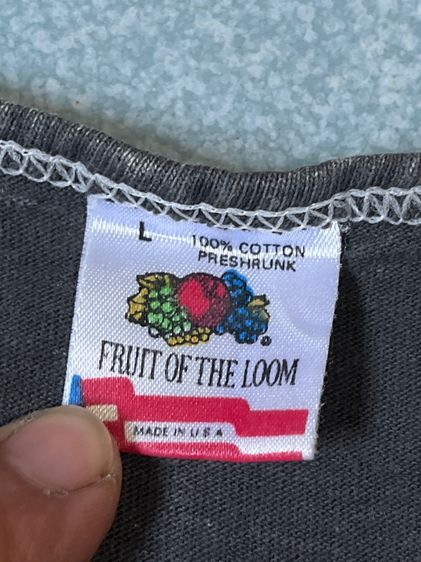 L
100% COTTON
PRESHRUNK
®
FRUIT OF THE LOOM
MADE IN U S A